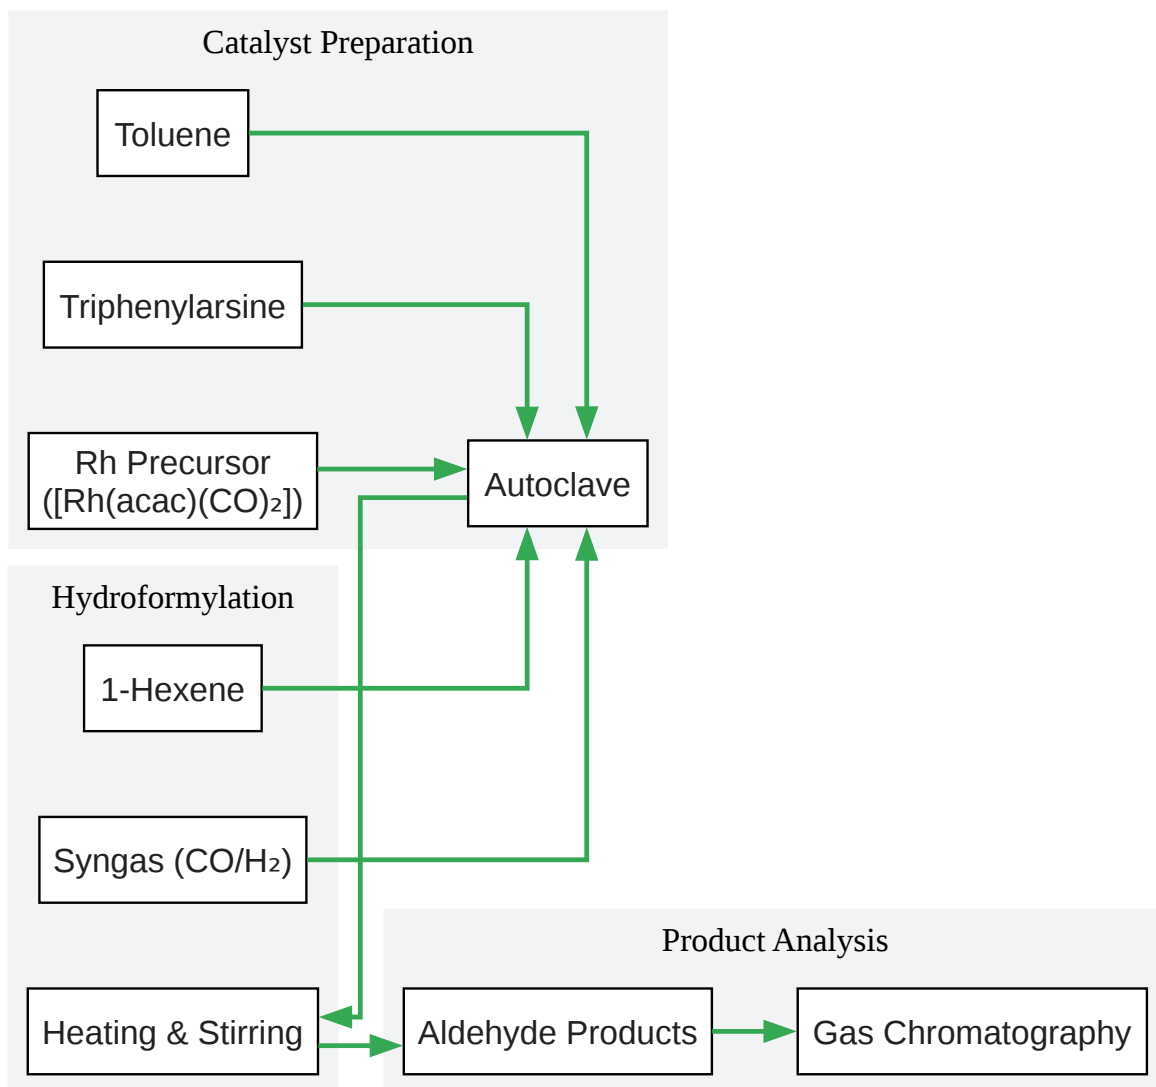 Catalyst Preparation
Toluene
Triphenylarsine
Rh Precursor
([Rh(acac)(CO)₂])
Autoclave
Hydroformylation
1-Hexene
Syngas (CO/H₂)
Heating & Stirring
Product Analysis
Aldehyde Products
Gas Chromatography